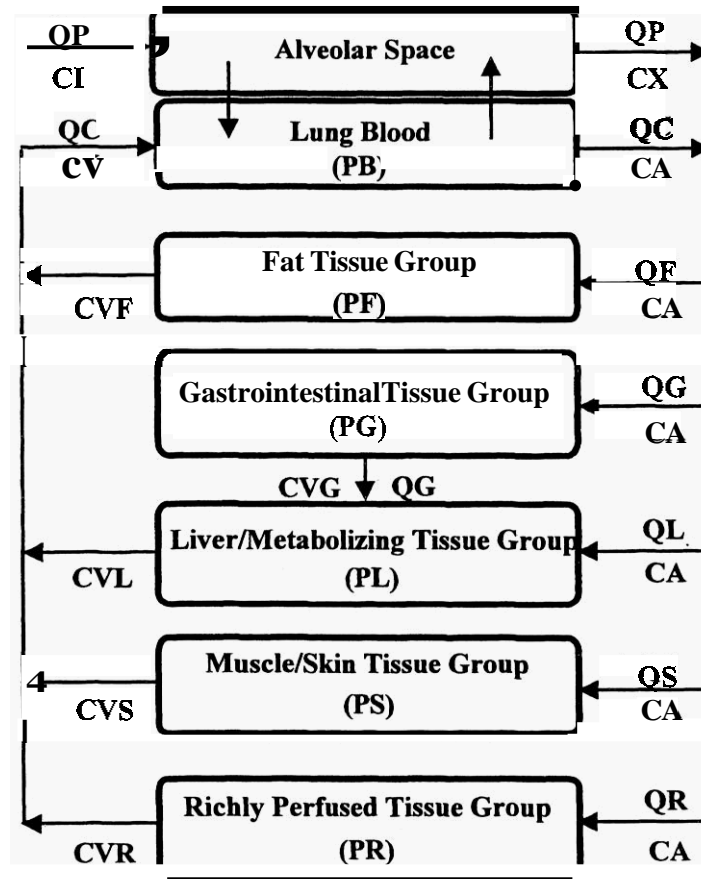 QP
Alveolar Space
QP
CI
CX
QC
Lung Blood
QC
CV
(PB)
CA
Fat Tissue Group
QF
CVF
(PF)
CA
GastrointestinalTissue Group
QG
(PG)
CA
CVG QG
Liver/Metabolizing Tissue Group
QL
CVL
(PL)
CA
4
Muscle/Skin Tissue Group
QS
CVS
(PS)
CA
Richly Perfused Tissue Group
QR
CVR
(PR)
CA